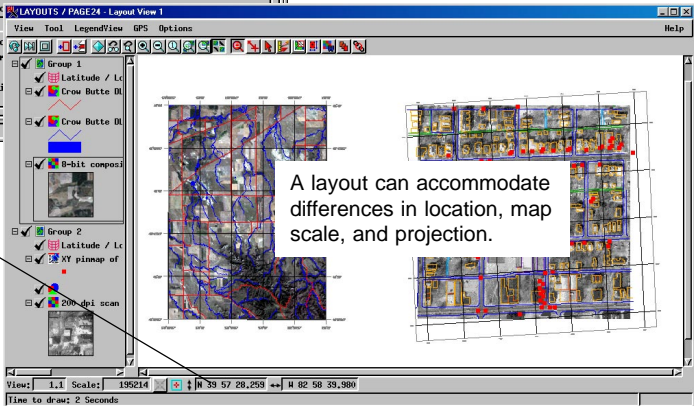 LAYOUTS / PAGE24 - Layout View 1
View Tool LegendView GPS Options Help
Group 1
Latitude / Lo
Crow Butte DL
Crow Butte DL
8-bit composi
Group 2
Latitude / Lo
XY pinmap of
200 dpi scan
A layout can accommodate
differences in location, map
scale, and projection.
View: 1.1 Scale: 195214 N 39 57 28.259 W 82 58 39.980
Time to draw: 2 Seconds